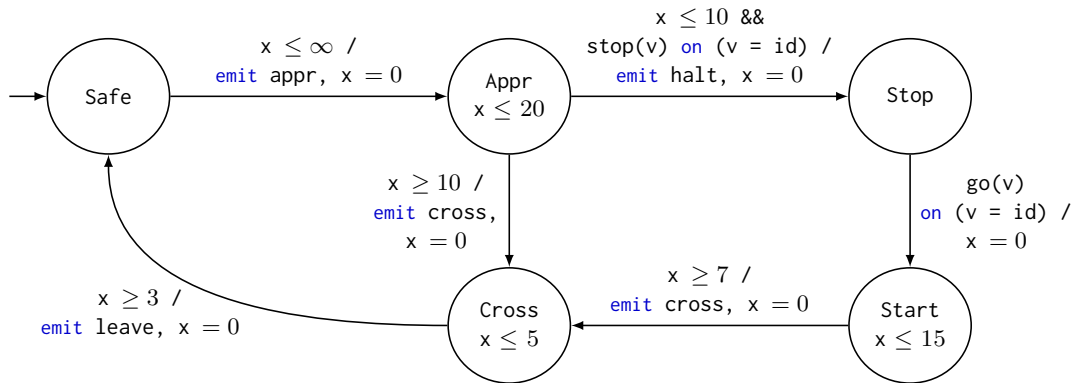 x ≤ ∞ /
emit appr, x = 0
x ≤ 10 &&
stop(v) on (v = id) /
emit halt, x = 0
Safe
Appr
x ≤ 20
Stop
x ≥ 10 /
emit cross,
x = 0
go(v)
on (v = id) /
x = 0
x ≥ 3 /
emit leave, x = 0
Cross
x ≤ 5
x ≥ 7 /
emit cross, x = 0
Start
x ≤ 15